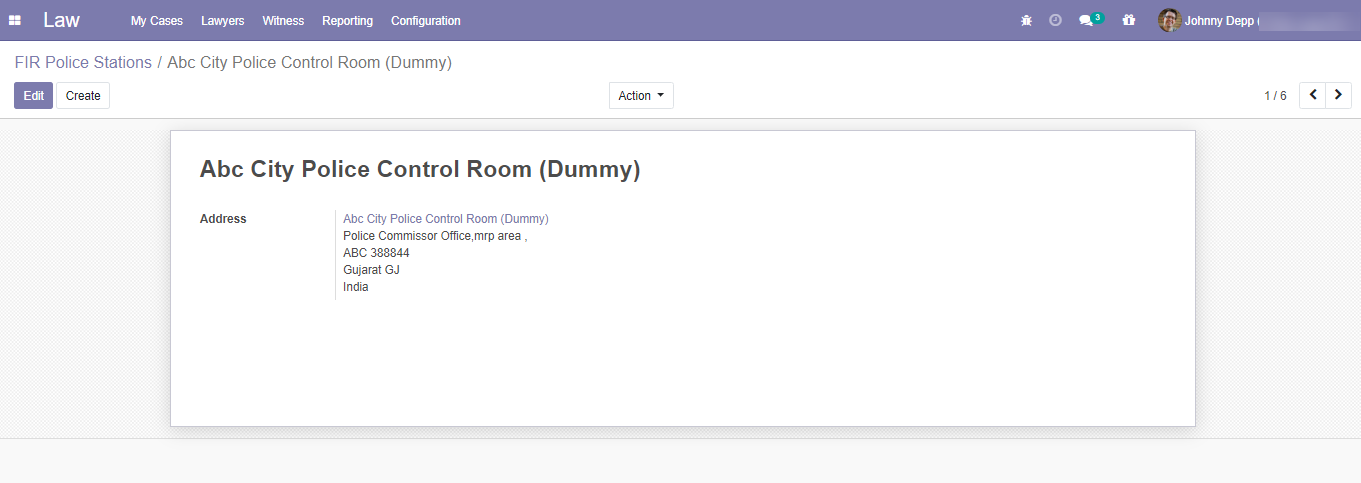 Law My Cases Lawyers Witness Reporting Configuration 3 Johnny Depp (
FIR Police Stations / Abc City Police Control Room (Dummy)
Edit Create Action 1 / 6
Abc City Police Control Room (Dummy)
Address Abc City Police Control Room (Dummy)
Police Commissor Office,mrp area ,
ABC 388844
Gujarat GJ
India